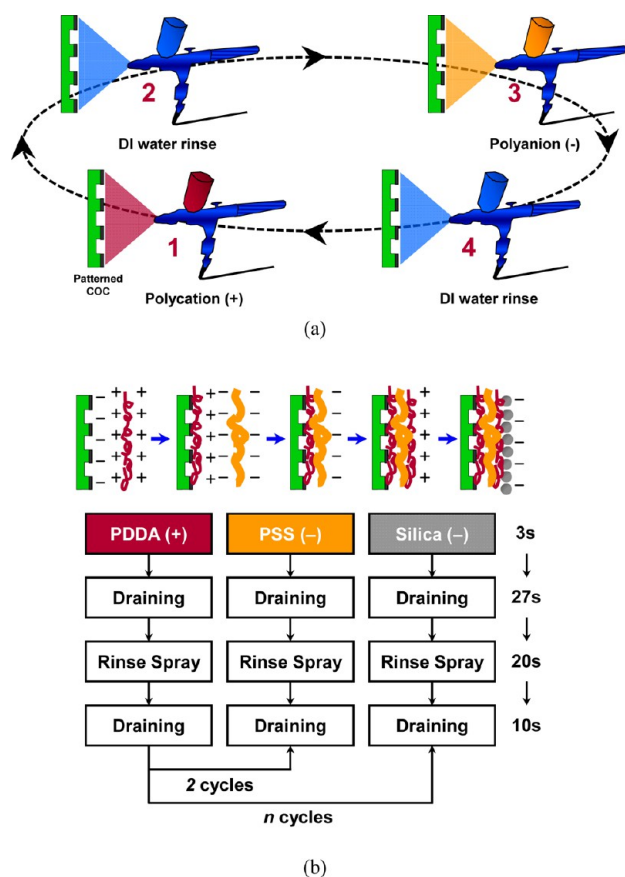 2
DI water rinse
3
Polyanion (-)
1
Patterned
COC
Polycation (+)
4
DI water rinse
(a)
− + + + + − − − + −
− + + + + − − − + −
− + + + + − − − + −
− + + + + − − − + −
− + + + + − − − + −
PDDA (+) PSS (–) Silica (–) 3s
Draining Draining Draining 27s
Rinse Spray Rinse Spray Rinse Spray 20s
Draining Draining Draining 10s
2 cycles
n cycles
(b)